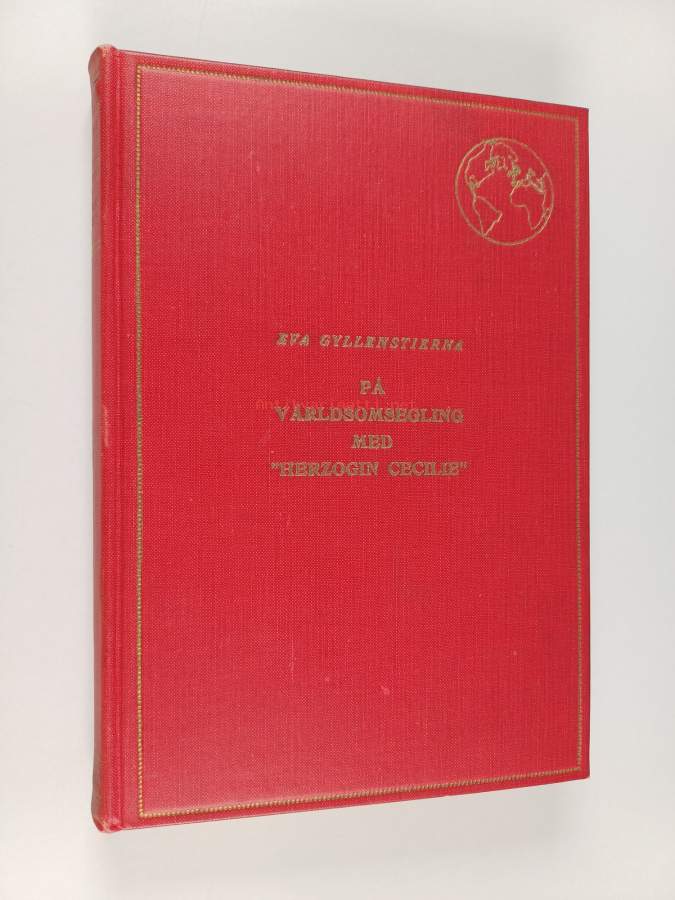 EVA GYLLENSTIERNA
PÅ
VÄRLDSOMSEGLING
MED
"HERZOGIN CECILIE"